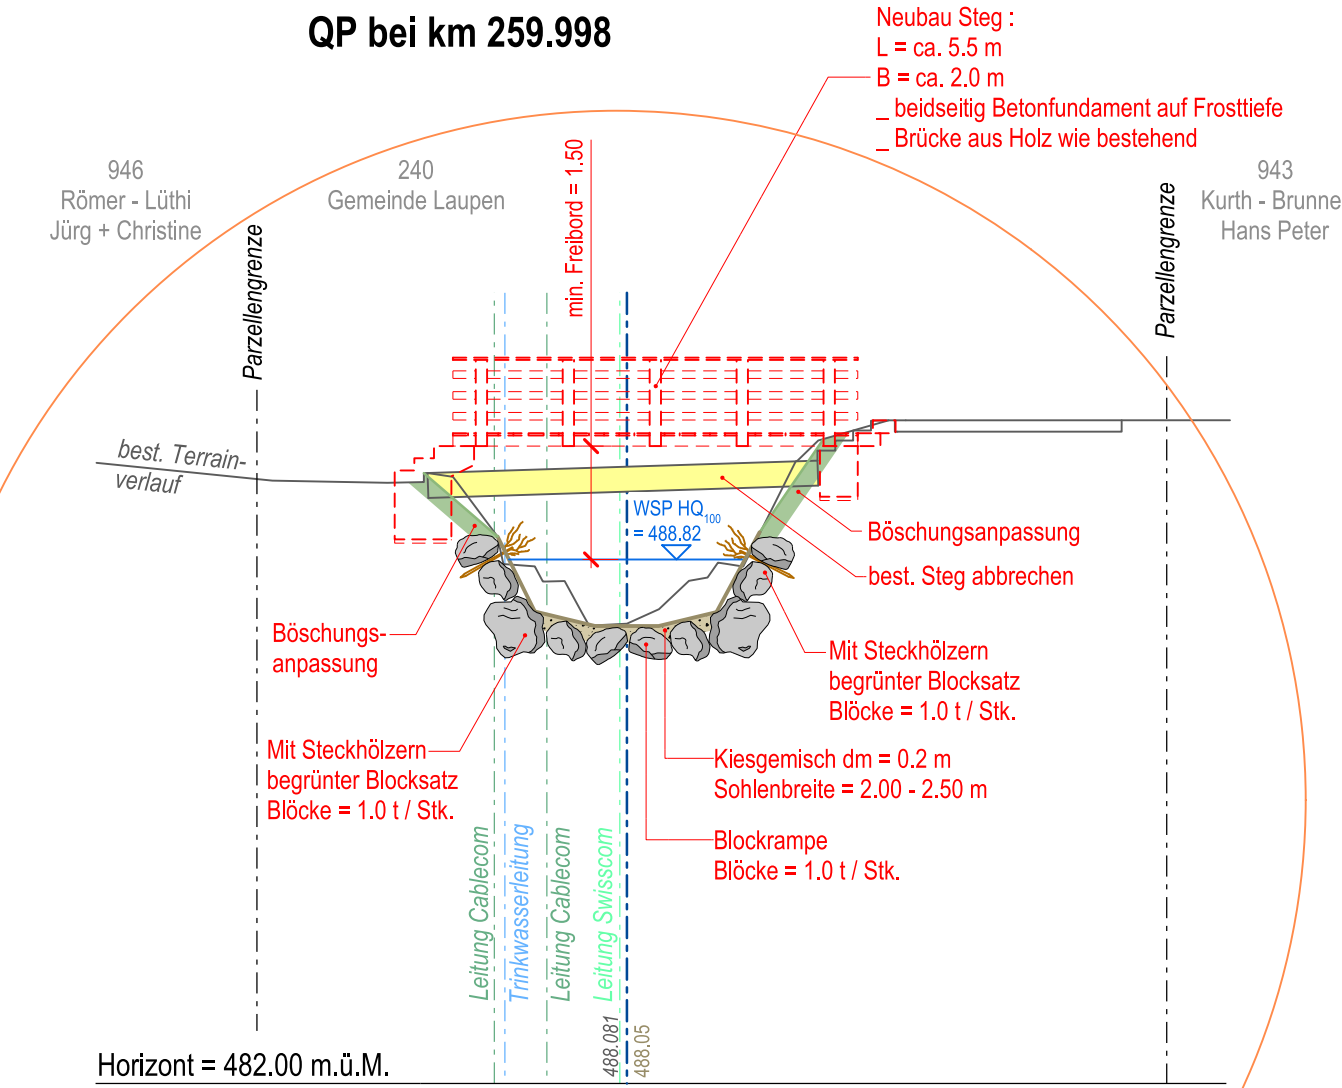 QP bei km 259.998
Neubau Steg :
L = ca. 5.5 m
B = ca. 2.0 m
_ beidseitig Betonfundament auf Frosttiefe
_ Brücke aus Holz wie bestehend
946
Römer - Lüthi
Jürg + Christine
240
Gemeinde Laupen
943
Kurth - Brunne
Hans Peter
Parzellengrenze
min. Freibord = 1.50
Parzellengrenze
best. Terrain-
verlauf
WSP HQ100
= 488.82
Böschungsanpassung
best. Steg abbrechen
Böschungs-
anpassung
Mit Steckhölzern
begrünter Blocksatz
Blöcke = 1.0 t / Stk.
Mit Steckhölzern
begrünter Blocksatz
Blöcke = 1.0 t / Stk.
Kiesgemisch dm = 0.2 m
Sohlenbreite = 2.00 - 2.50 m
Blockrampe
Blöcke = 1.0 t / Stk.
Leitung Cablecom
Trinkwasserleitung
Leitung Cablecom
Leitung Swisscom
488.081
488.05
Horizont = 482.00 m.ü.M.